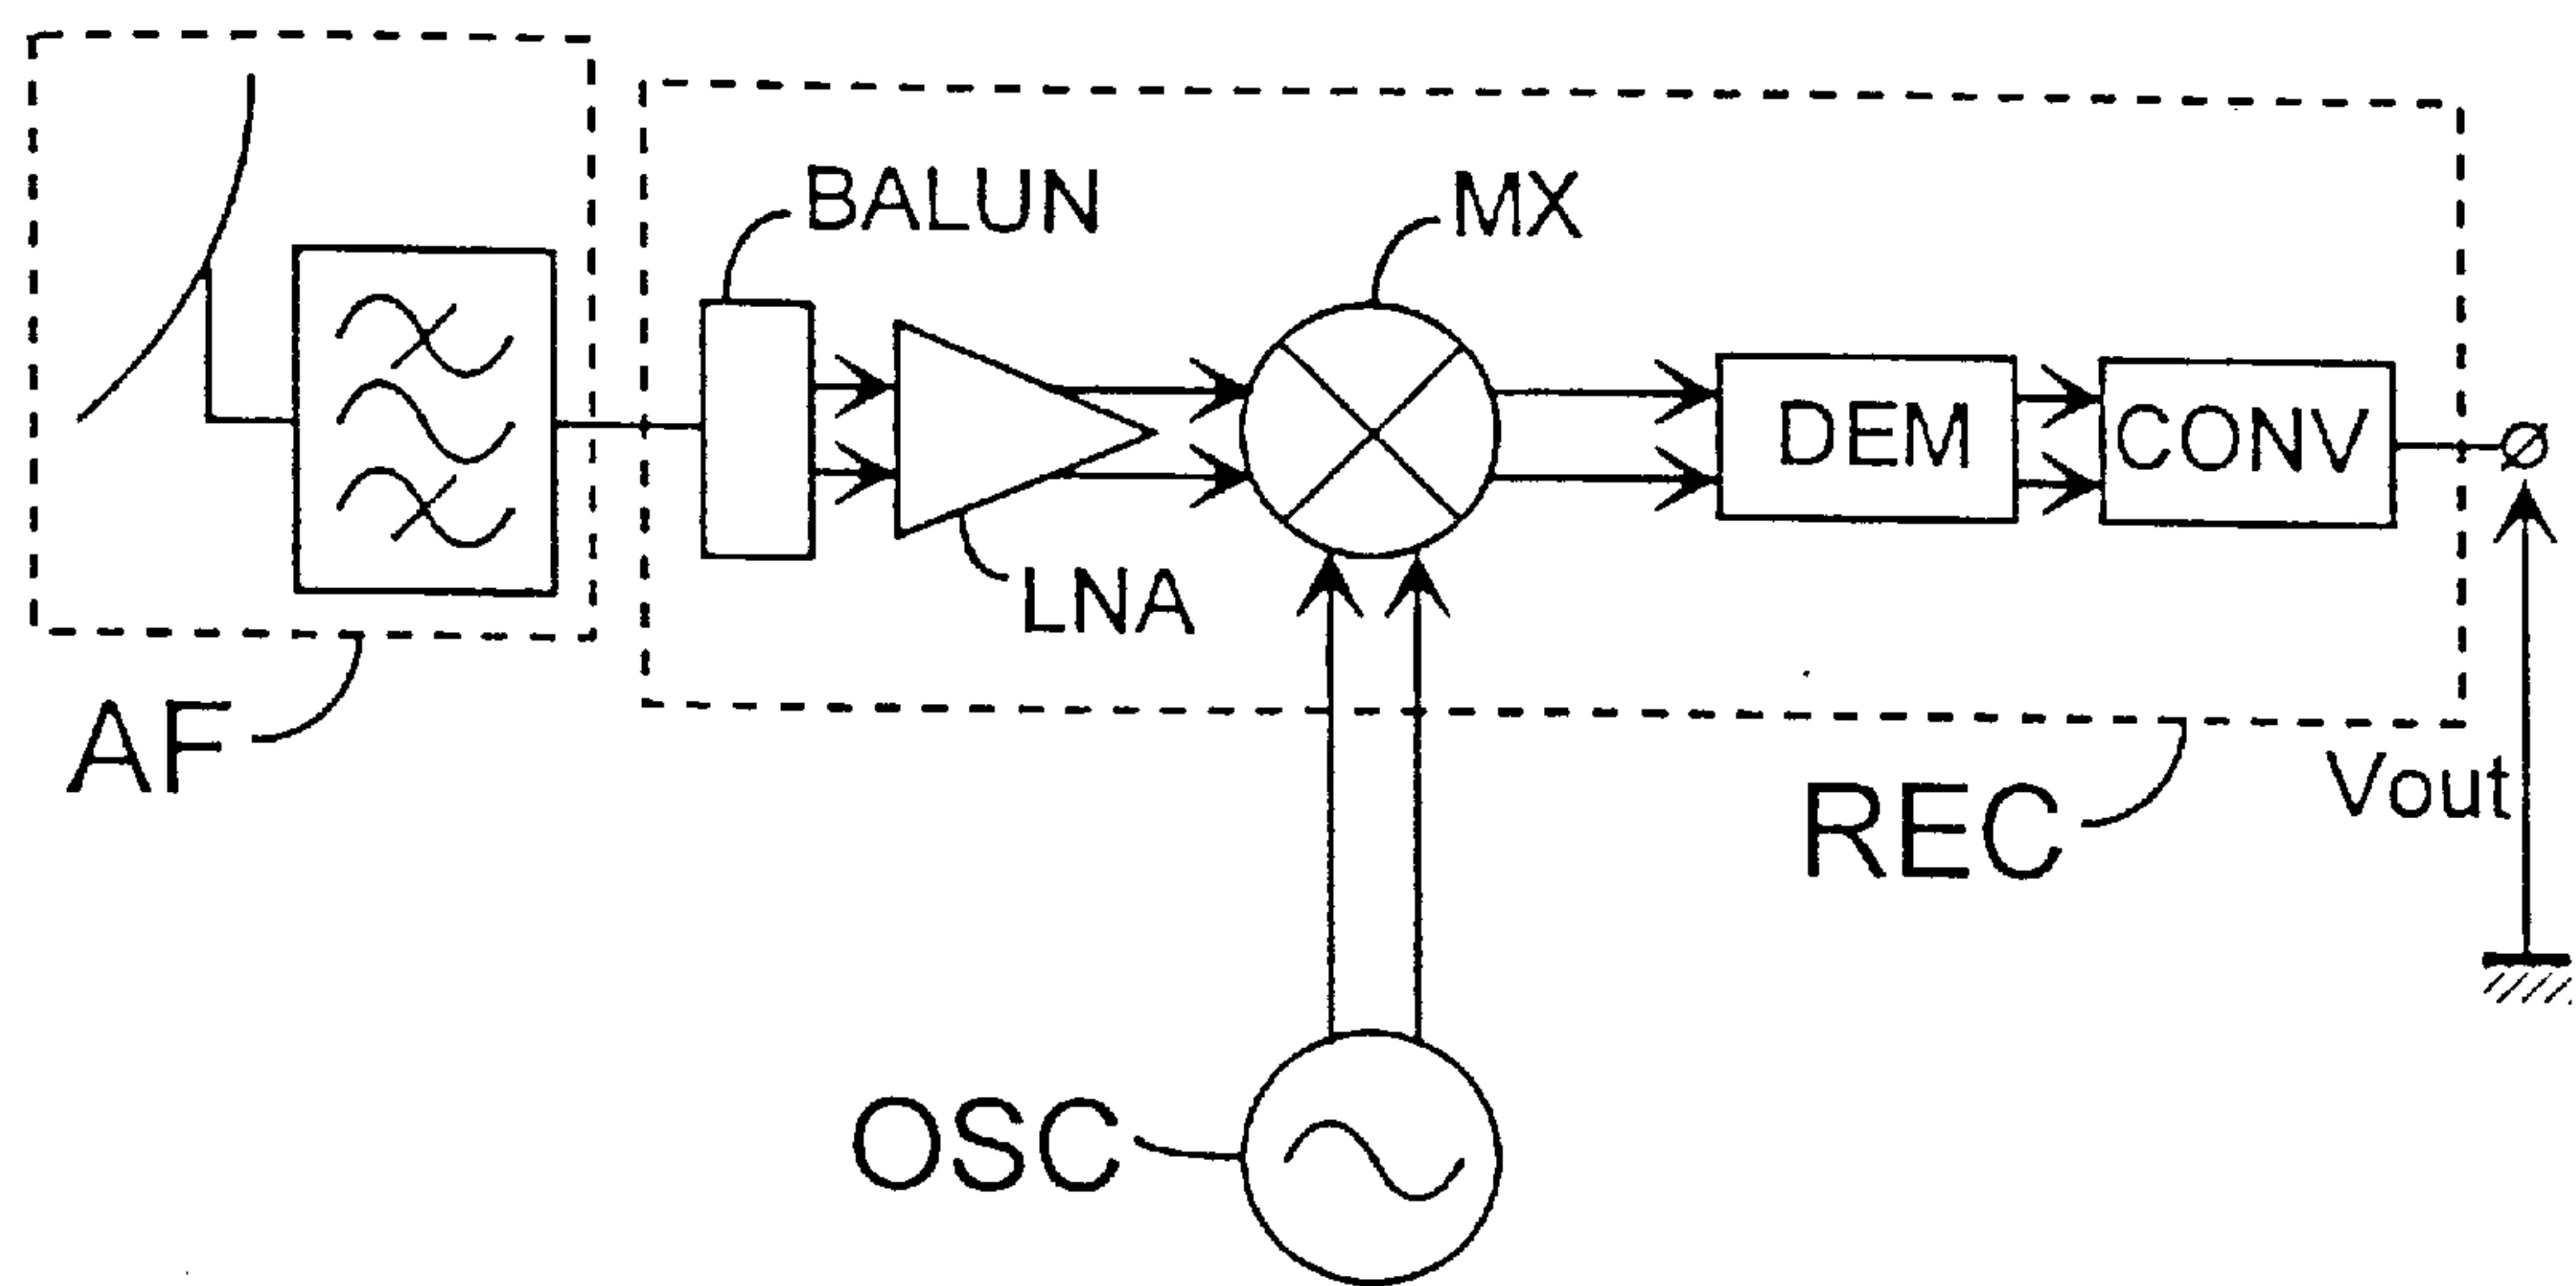 BALUN
MX
DEM
CONV
LNA
AF
REC
Vout
OSC